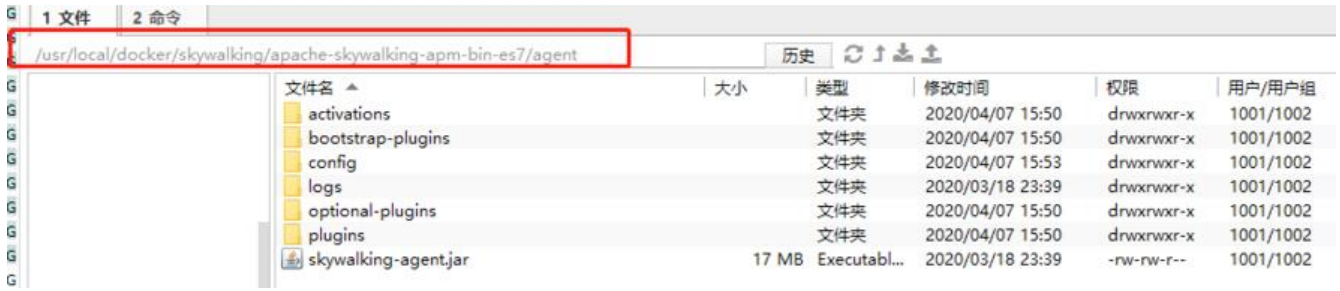 1 文件 2 命令
/usr/local/docker/skywalking/apache-skywalking-apm-bin-es7/agent 历史
文件名 大小 类型 修改时间 权限 用户/用户组
activations 文件夹 2020/04/07 15:50 drwxrwxr-x 1001/1002
bootstrap-plugins 文件夹 2020/04/07 15:50 drwxrwxr-x 1001/1002
config 文件夹 2020/04/07 15:53 drwxrwxr-x 1001/1002
logs 文件夹 2020/03/18 23:39 drwxrwxr-x 1001/1002
optional-plugins 文件夹 2020/04/07 15:50 drwxrwxr-x 1001/1002
plugins 文件夹 2020/04/07 15:50 drwxrwxr-x 1001/1002
skywalking-agent.jar 17 MB Executabl... 2020/03/18 23:39 -rw-rw-r-- 1001/1002